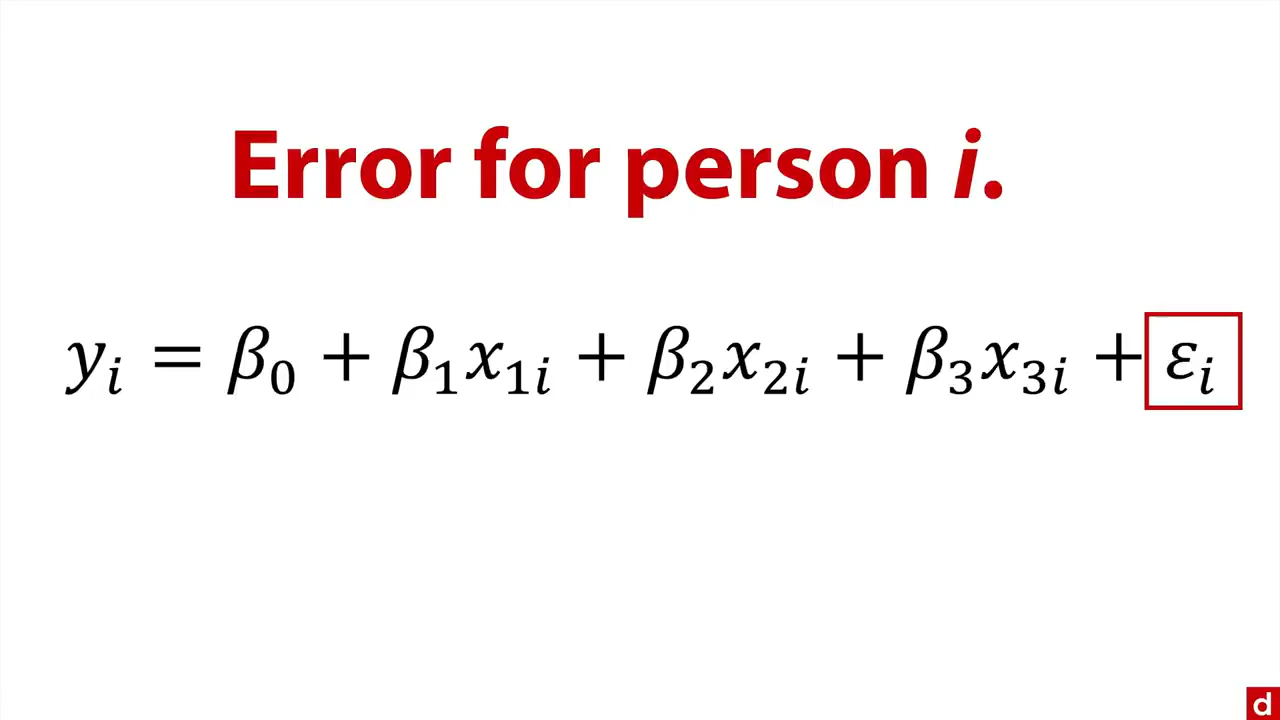 Error for person i.
yᵢ = β₀ + β₁x₁ᵢ + β₂x₂ᵢ + β₃x₃ᵢ + εᵢ
d